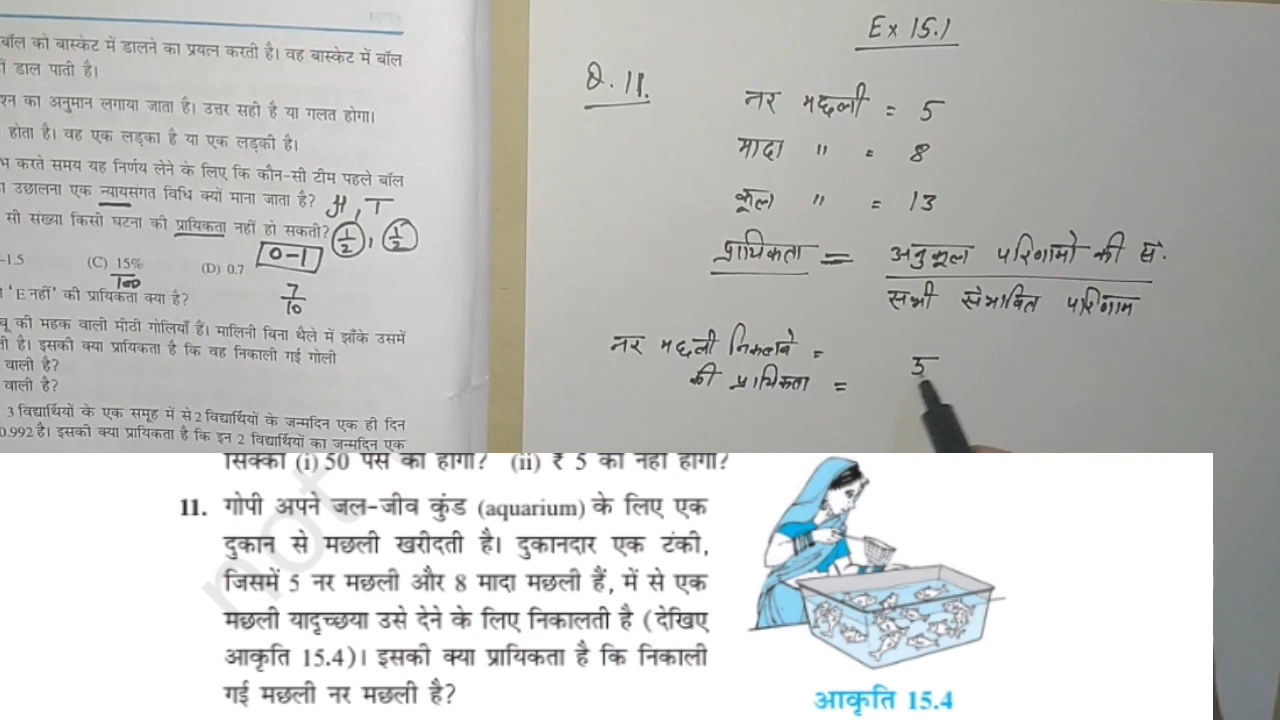 बॉल को बास्केट में डालने का प्रयत्न करती है। वह बास्केट में बॉल
डाल पाती है।
श्न का अनुमान लगाया जाता है। उत्तर सही है या गलत होगा।
होता है। वह एक लड़का है या एक लड़की है।
भ करते समय यह निर्णय लेने के लिए कि कौन-सी टीम पहले बॉल
उछालना एक न्यायसंगत विधि क्यों माना जाता है? H, T
सी संख्या किसी घटना की प्रायिकता नहीं हो सकती? 1/2, 1/2
0-1
-1.5 (C) 15% (D) 0.7
100
'E नहीं' की प्रायिकता क्या है? 7/10
बू की महक वाली मीठी गोलियाँ हैं। मालिनी बिना थैले में झाँके उसमें
ती है। इसकी क्या प्रायिकता है कि वह निकाली गई गोली
वाली है?
वाली है?
3 विद्यार्थियों के एक समूह में से 2 विद्यार्थियों के जन्मदिन एक ही दिन
0.992 है। इसकी क्या प्रायिकता है कि इन 2 विद्यार्थियों का जन्मदिन एक
Ex 15.1
Q. 11.
नर मछली = 5
मादा " = 8
कूल " = 13
प्रायिकता = अनुकूल परिणामो की सं.
सभी संभावित परिणाम
नर मछली निकलने =
की प्रायिकता = 5
सिक्का (i) 50 पैसे का होगा? (ii) ₹ 5 का नहीं होगा?
11. गोपी अपने जल-जीव कुंड (aquarium) के लिए एक
दुकान से मछली खरीदती है। दुकानदार एक टंकी,
जिसमें 5 नर मछली और 8 मादा मछली हैं, में से एक
मछली यादृच्छया उसे देने के लिए निकालती है (देखिए
आकृति 15.4)। इसकी क्या प्रायिकता है कि निकाली
गई मछली नर मछली है?
आकृति 15.4
not